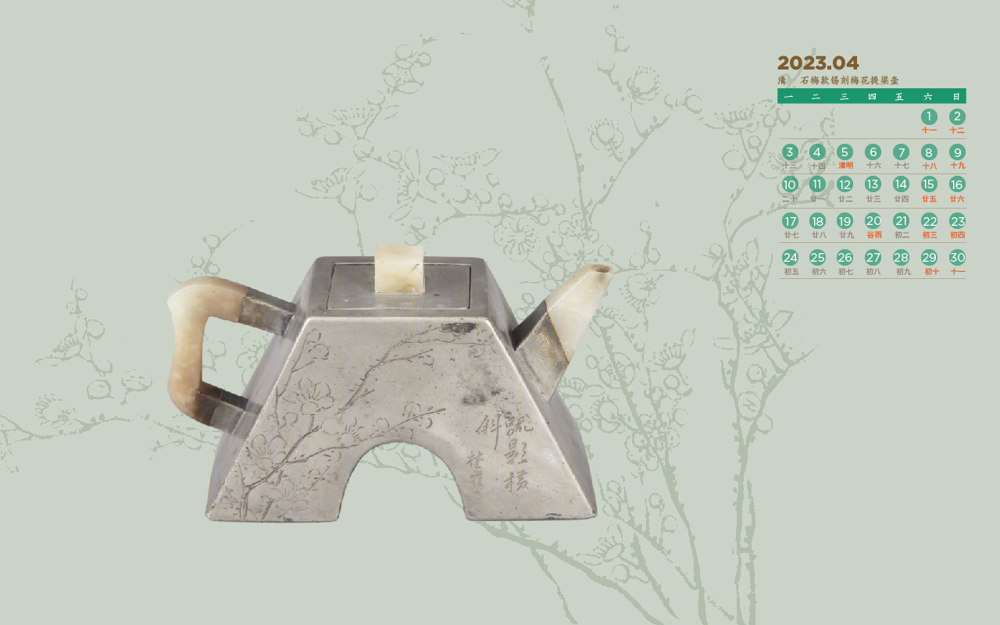 2023.04
清 石梅款锡刻梅花提梁壶
一 二 三 四 五 六 日
1 2
十一 十二
3 4 5 6 7 8 9
十三 十四 清明 十六 十七 十八 十九
10 11 12 13 14 15 16
二十 廿一 廿二 廿三 廿四 廿五 廿六
17 18 19 20 21 22 23
廿七 廿八 廿九 谷雨 初二 初三 初四
24 25 26 27 28 29 30
初五 初六 初七 初八 初九 初十 十一
疏影横
斜